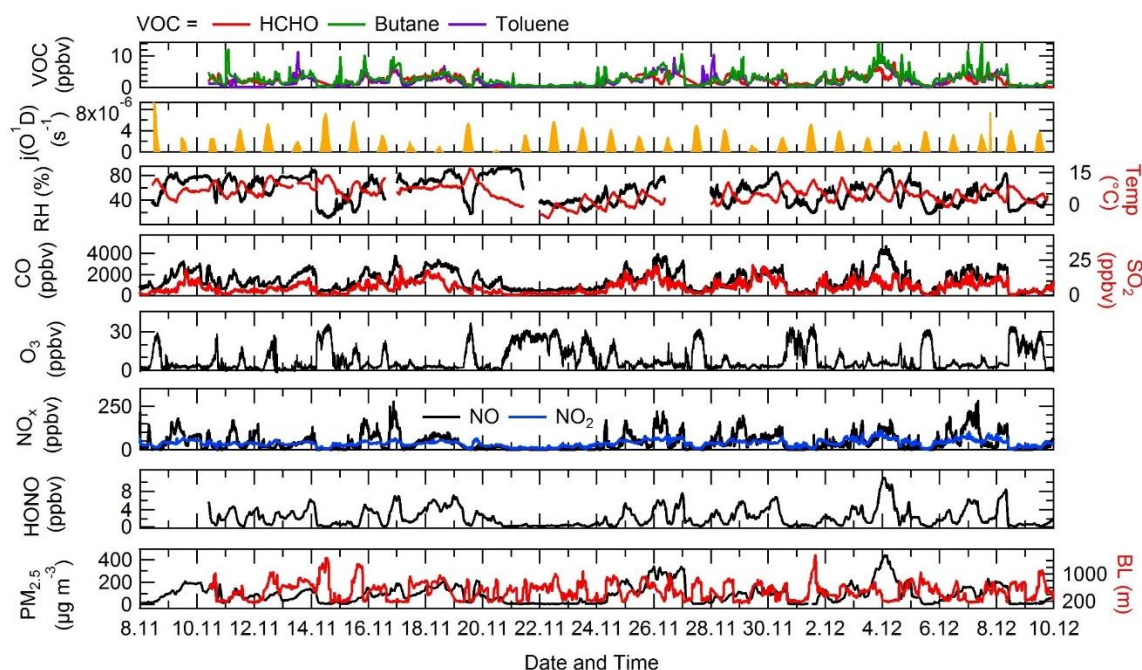 VOC = HCHO Butane Toluene
VOC (ppbv)
10
0
j(O¹D) (s⁻¹)
8x10⁻⁶
4
0
RH (%)
80
40
Temp (°C)
15
0
CO (ppbv)
4000
2000
0
SO₂ (ppbv)
25
0
O₃ (ppbv)
30
0
NOₓ (ppbv)
250
0
NO NO₂
HONO (ppbv)
8
4
0
PM₂.₅ (µg m⁻³)
400
200
0
BL (m)
1000
200
8.11 10.11 12.11 14.11 16.11 18.11 20.11 22.11 24.11 26.11 28.11 30.11 2.12 4.12 6.12 8.12 10.12
Date and Time